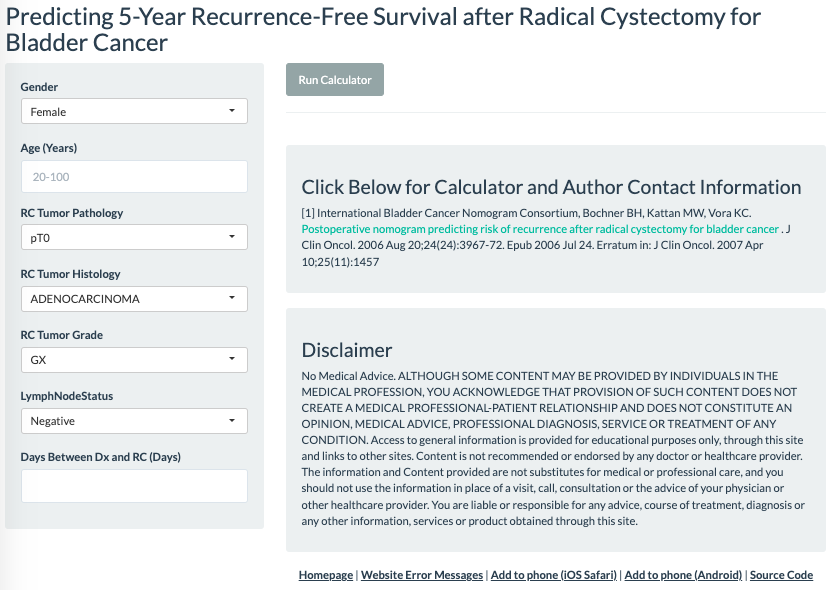 Predicting 5-Year Recurrence-Free Survival after Radical Cystectomy for
Bladder Cancer
Gender
Female
Age (Years)
20-100
RC Tumor Pathology
pT0
RC Tumor Histology
ADENOCARCINOMA
RC Tumor Grade
GX
LymphNodeStatus
Negative
Days Between Dx and RC (Days)
Run Calculator
Click Below for Calculator and Author Contact Information
[1] International Bladder Cancer Nomogram Consortium, Bochner BH, Kattan MW, Vora KC.
Postoperative nomogram predicting risk of recurrence after radical cystectomy for bladder cancer . J
Clin Oncol. 2006 Aug 20;24(24):3967-72. Epub 2006 Jul 24. Erratum in: J Clin Oncol. 2007 Apr
10;25(11):1457
Disclaimer
No Medical Advice. ALTHOUGH SOME CONTENT MAY BE PROVIDED BY INDIVIDUALS IN THE
MEDICAL PROFESSION, YOU ACKNOWLEDGE THAT PROVISION OF SUCH CONTENT DOES NOT
CREATE A MEDICAL PROFESSIONAL-PATIENT RELATIONSHIP AND DOES NOT CONSTITUTE AN
OPINION, MEDICAL ADVICE, PROFESSIONAL DIAGNOSIS, SERVICE OR TREATMENT OF ANY
CONDITION. Access to general information is provided for educational purposes only, through this site
and links to other sites. Content is not recommended or endorsed by any doctor or healthcare provider.
The information and Content provided are not substitutes for medical or professional care, and you
should not use the information in place of a visit, call, consultation or the advice of your physician or
other healthcare provider. You are liable or responsible for any advice, course of treatment, diagnosis or
any other information, services or product obtained through this site.
Homepage | Website Error Messages | Add to phone (iOS Safari) | Add to phone (Android) | Source Code